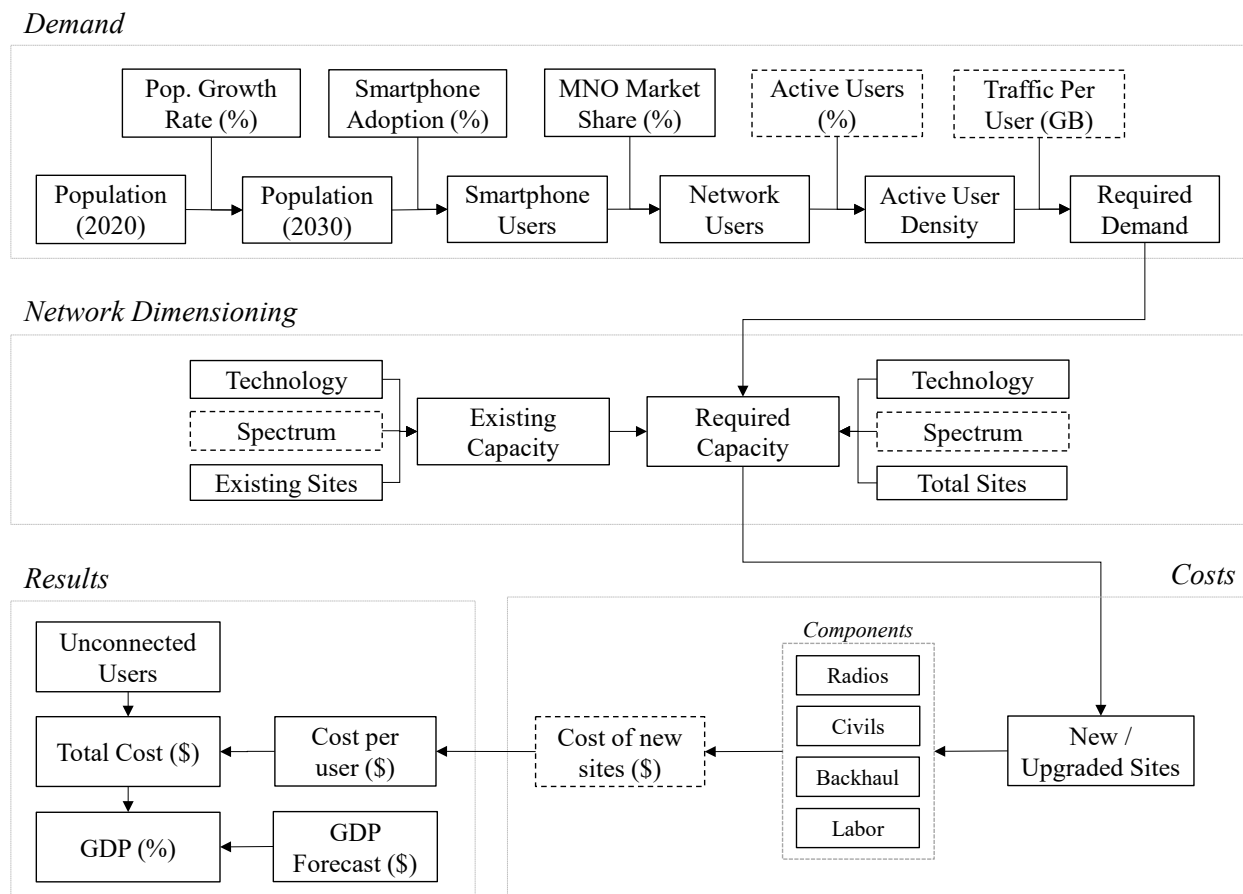 Demand
Pop. Growth
Rate (%)
Smartphone
Adoption (%)
MNO Market
Share (%)
Active Users
(%)
Traffic Per
User (GB)
Population
(2020)
Population
(2030)
Smartphone
Users
Network
Users
Active User
Density
Required
Demand
Network Dimensioning
Technology
Spectrum
Existing Sites
Existing
Capacity
Required
Capacity
Technology
Spectrum
Total Sites
Results
Unconnected
Users
Total Cost ($)
Cost per
user ($)
GDP (%)
GDP
Forecast ($)
Costs
Components
Radios
Civils
Backhaul
Labor
Cost of new
sites ($)
New /
Upgraded Sites